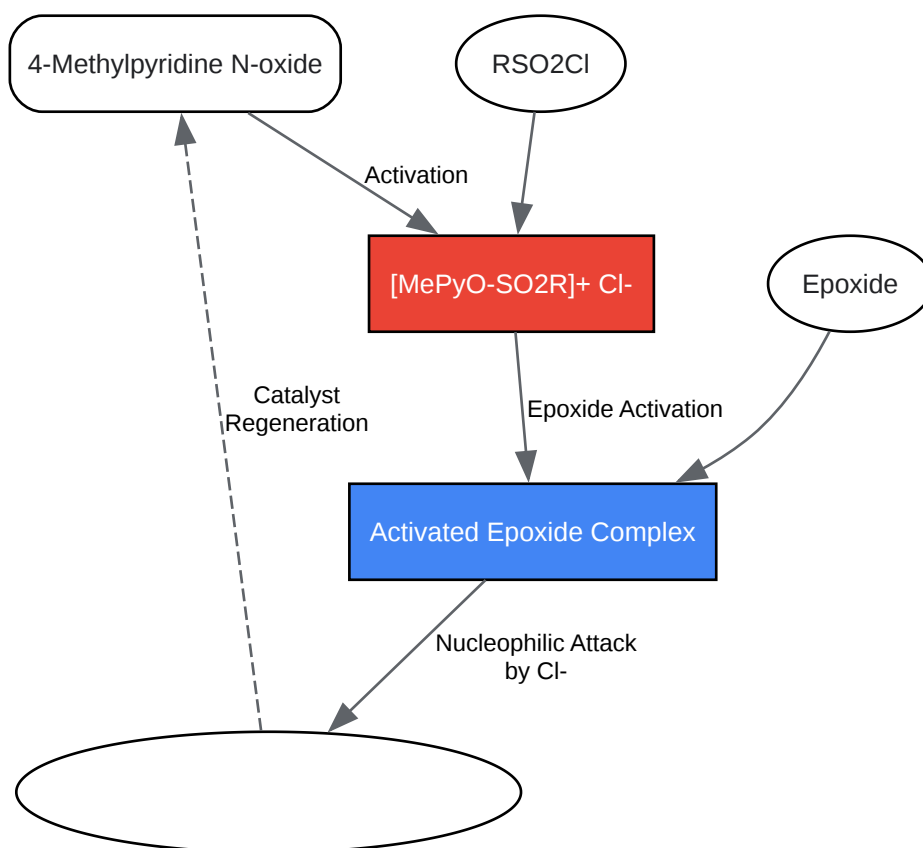 4-Methylpyridine N-oxide
RSO2Cl
Activation
[MePyO-SO2R]+ Cl-
Epoxide
Catalyst
Regeneration
Epoxide Activation
Activated Epoxide Complex
Nucleophilic Attack
by Cl-